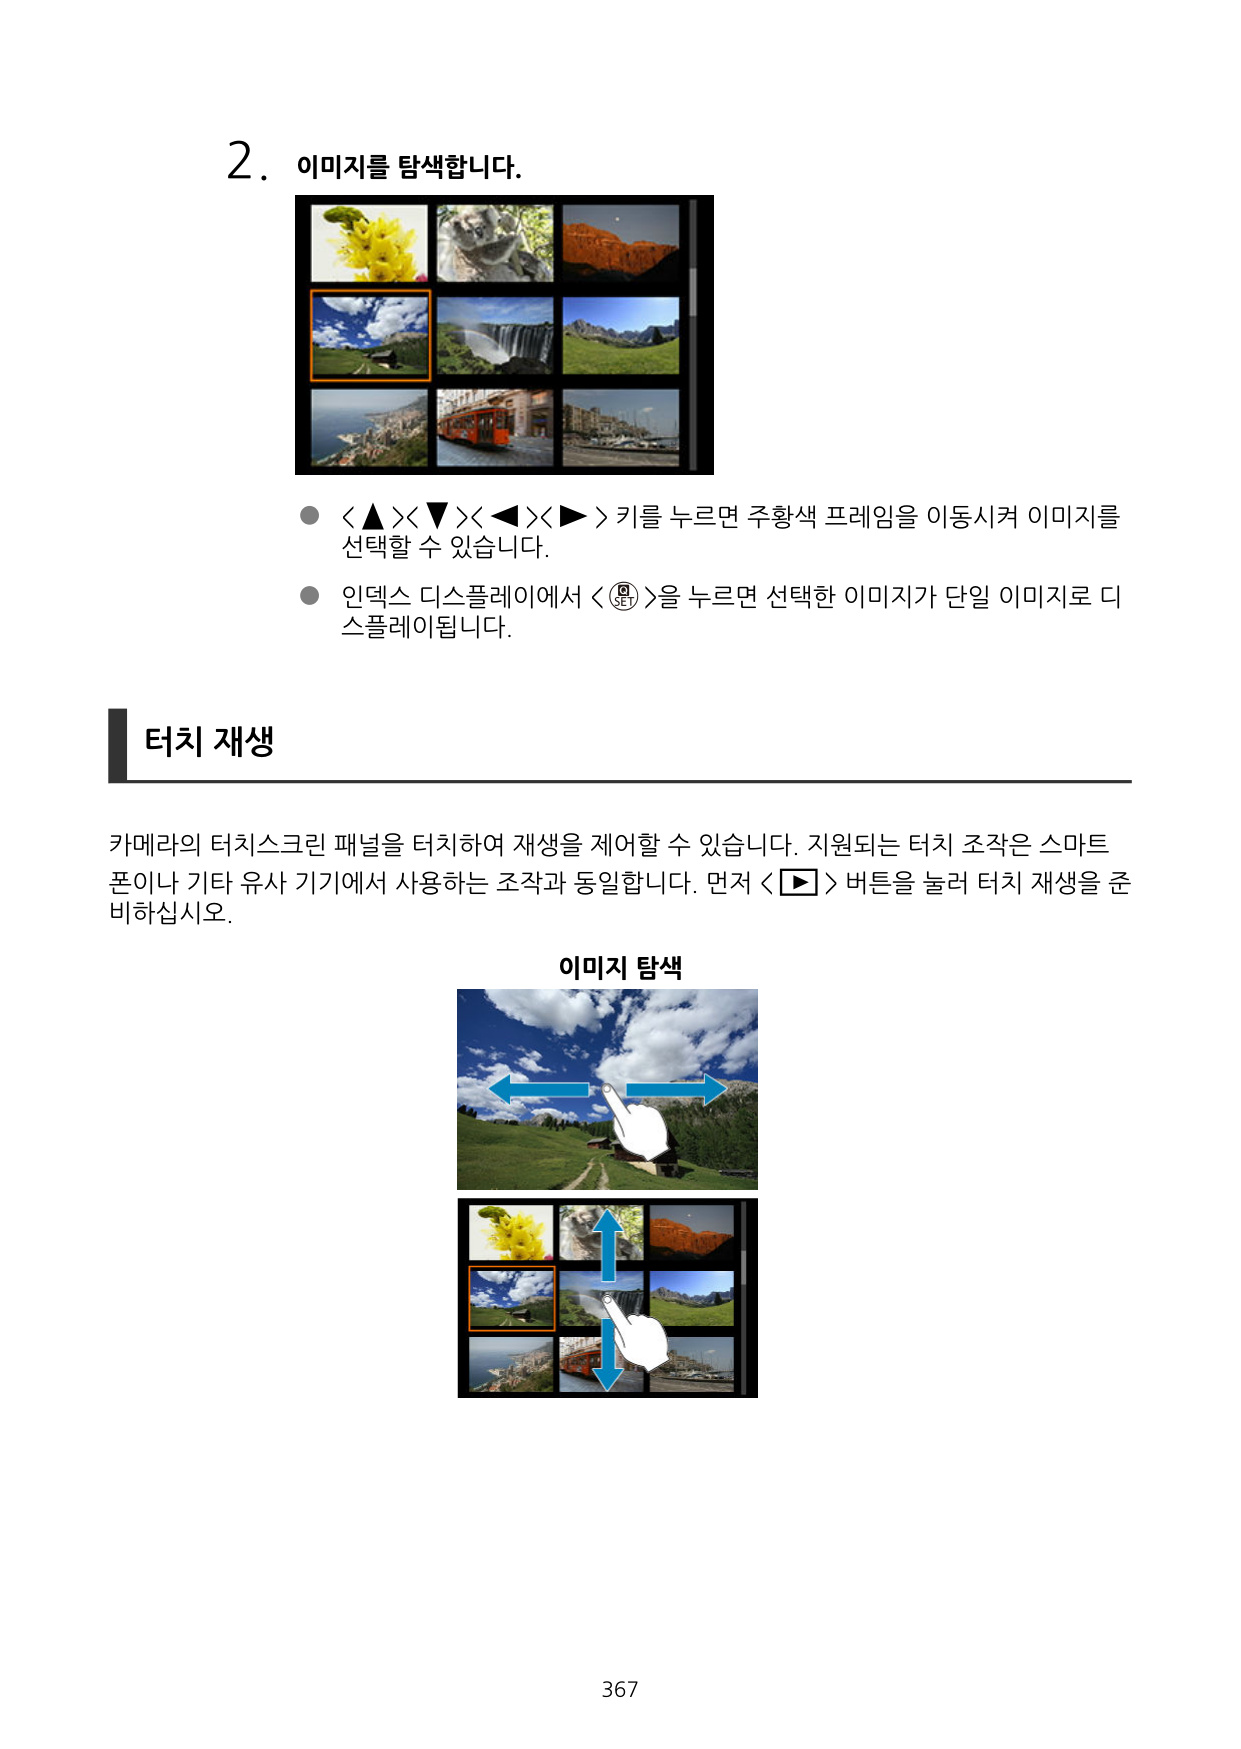 2. 이미지를 탐색합니다.
● <▲><▼><◀><▶> 키를 누르면 주황색 프레임을 이동시켜 이미지를
선택할 수 있습니다.
● 인덱스 디스플레이에서 <Q SET>을 누르면 선택한 이미지가 단일 이미지로 디
스플레이됩니다.
터치 재생
카메라의 터치스크린 패널을 터치하여 재생을 제어할 수 있습니다. 지원되는 터치 조작은 스마트
폰이나 기타 유사 기기에서 사용하는 조작과 동일합니다. 먼저 <▶> 버튼을 눌러 터치 재생을 준
비하십시오.
이미지 탐색
367